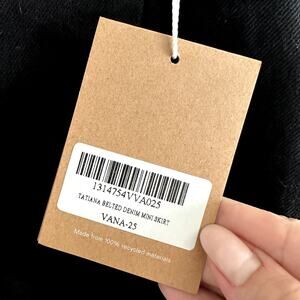 1314754VVA025
TATIANA BELTED DENIM MINI SKIRT
VANA-25
Made from 100% recycled materials